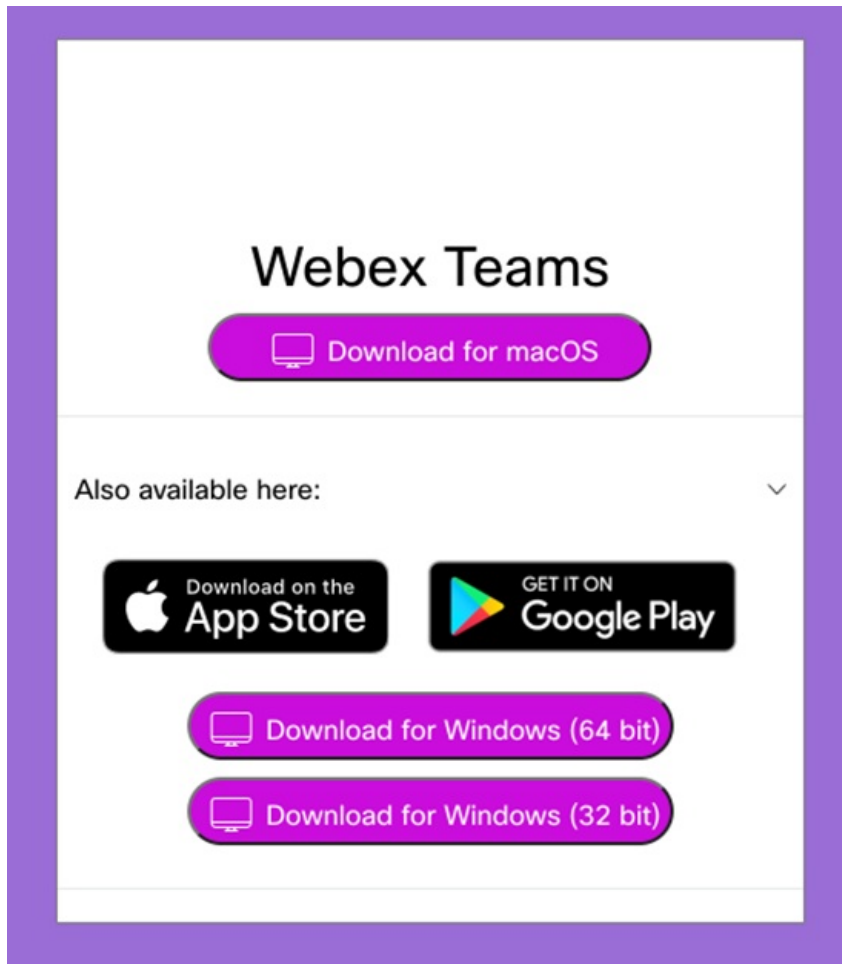 Webex Teams
Download for macOS
Also available here:
Download on the
App Store
GET IT ON
Google Play
Download for Windows (64 bit)
Download for Windows (32 bit)